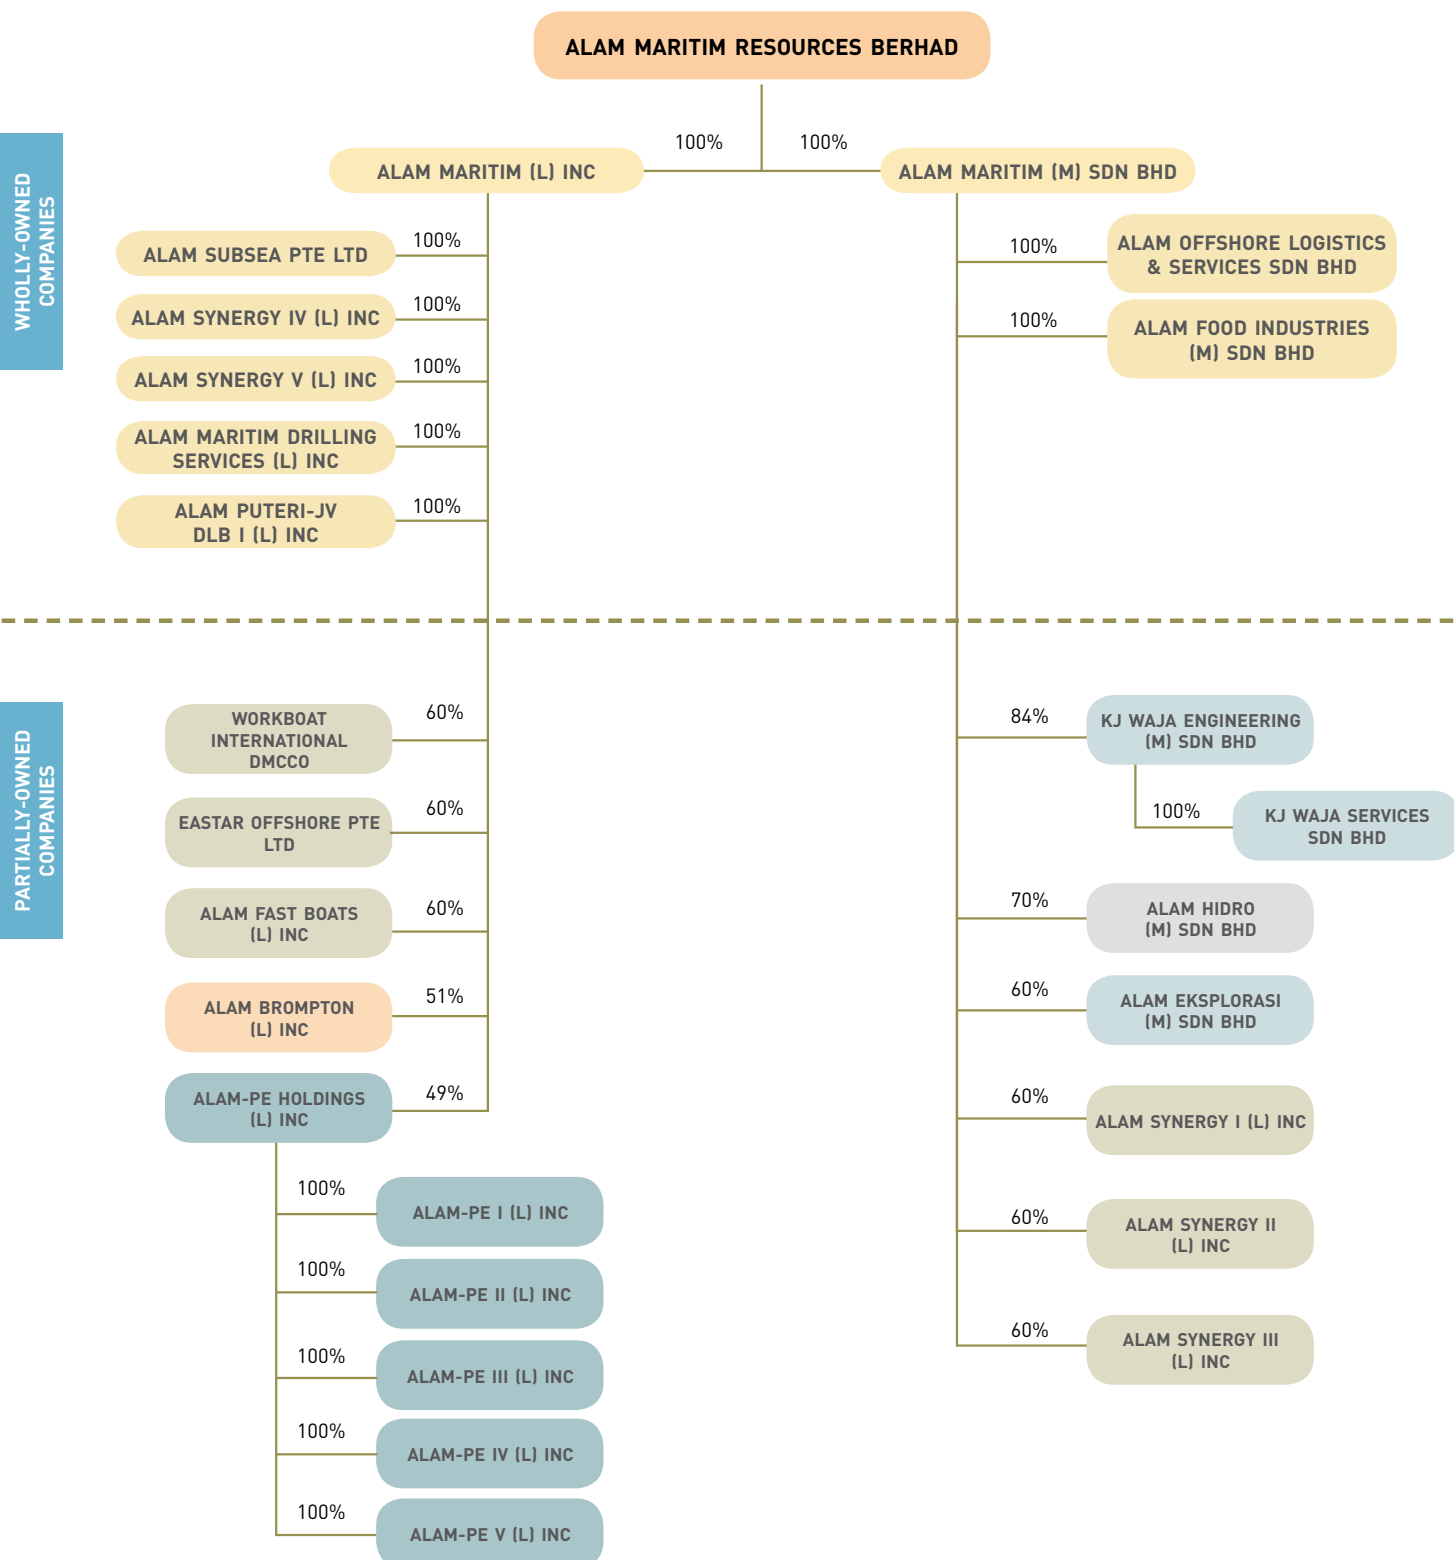 ALAM MARITIM RESOURCES BERHAD
100%
100%
ALAM MARITIM (L) INC
ALAM MARITIM (M) SDN BHD
WHOLLY-OWNED
COMPANIES
100%
ALAM SUBSEA PTE LTD
100%
ALAM SYNERGY IV (L) INC
100%
ALAM SYNERGY V (L) INC
100%
ALAM MARITIM DRILLING
SERVICES (L) INC
100%
ALAM PUTERI-JV
DLB I (L) INC
100%
ALAM OFFSHORE LOGISTICS
& SERVICES SDN BHD
100%
ALAM FOOD INDUSTRIES
(M) SDN BHD
PARTIALLY-OWNED
COMPANIES
60%
WORKBOAT
INTERNATIONAL
DMCCO
60%
EASTAR OFFSHORE PTE
LTD
60%
ALAM FAST BOATS
(L) INC
51%
ALAM BROMPTON
(L) INC
49%
ALAM-PE HOLDINGS
(L) INC
100%
ALAM-PE I (L) INC
100%
ALAM-PE II (L) INC
100%
ALAM-PE III (L) INC
100%
ALAM-PE IV (L) INC
100%
ALAM-PE V (L) INC
84%
KJ WAJA ENGINEERING
(M) SDN BHD
100%
KJ WAJA SERVICES
SDN BHD
70%
ALAM HIDRO
(M) SDN BHD
60%
ALAM EKSPLORASI
(M) SDN BHD
60%
ALAM SYNERGY I (L) INC
60%
ALAM SYNERGY II
(L) INC
60%
ALAM SYNERGY III
(L) INC